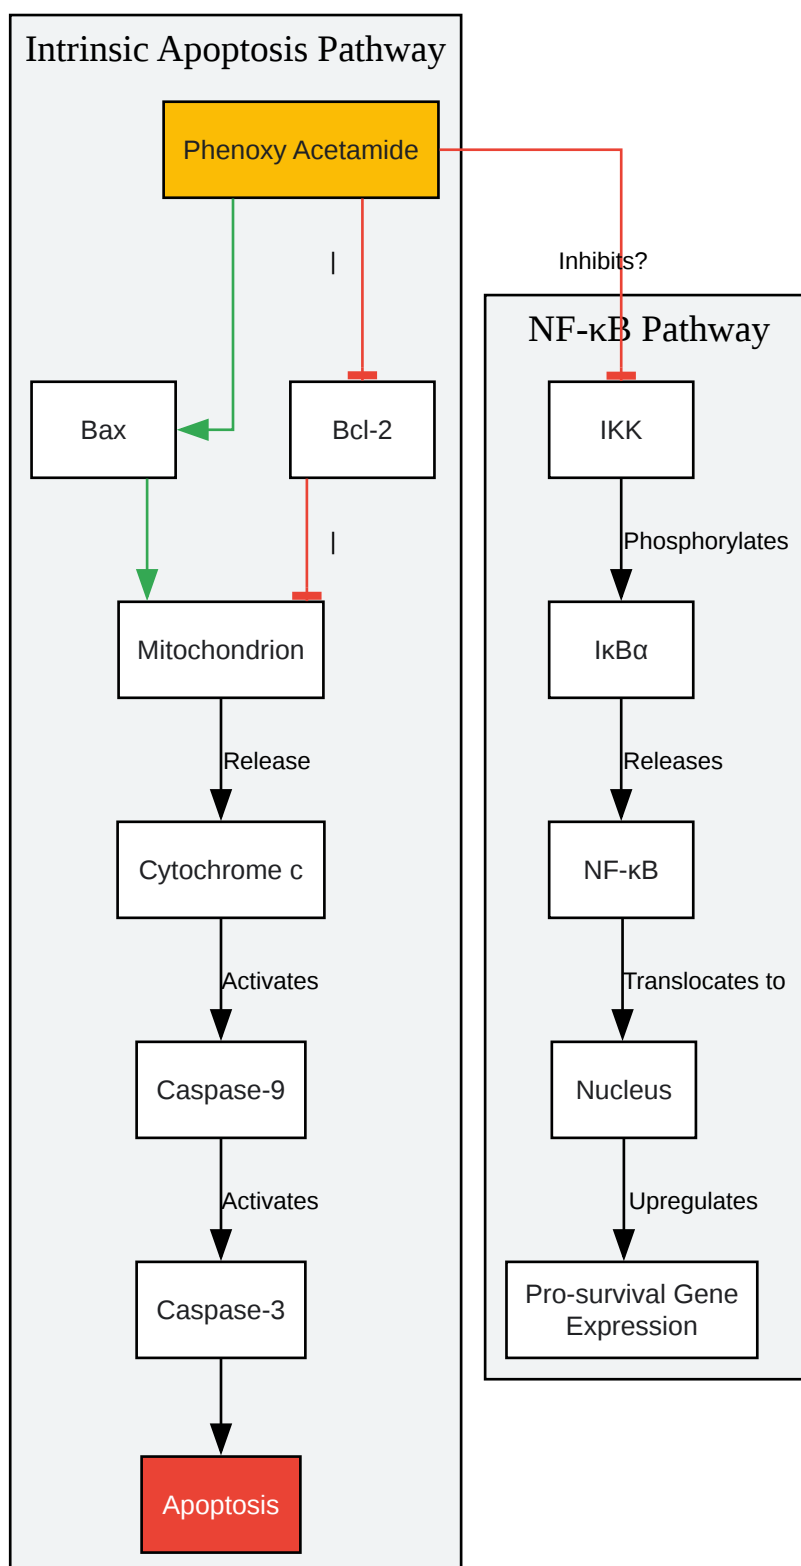 Intrinsic Apoptosis Pathway
Phenoxy Acetamide
|
Inhibits?
NF-κB Pathway
Bax
Bcl-2
IKK
|
Phosphorylates
Mitochondrion
IκBα
Release
Releases
Cytochrome c
NF-κB
Activates
Translocates to
Caspase-9
Nucleus
Activates
Upregulates
Caspase-3
Pro-survival Gene
Expression
Apoptosis